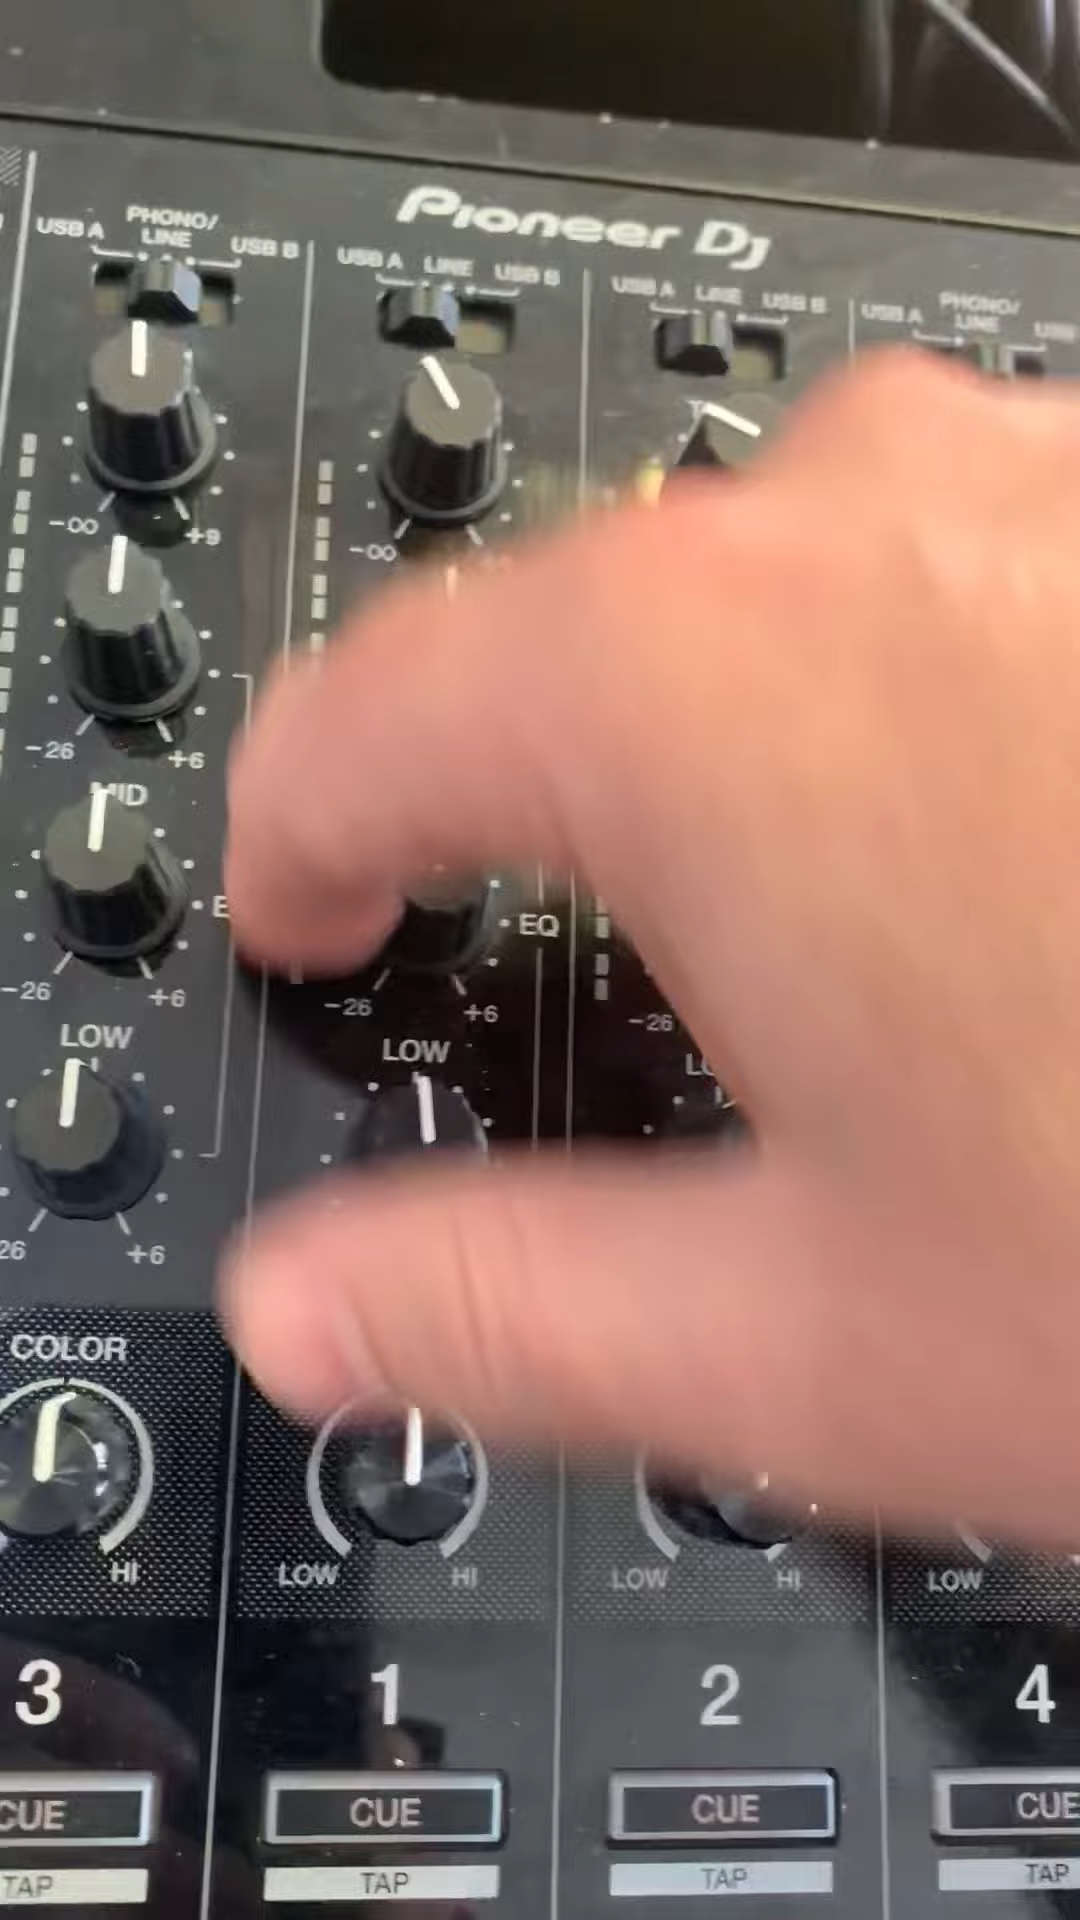 Pioneer DJ
USB A PHONO/ LINE USB B
USB A LINE USB B
USB A LINE USB B
USB A PHONO/ LINE USB
-∞ +9
-∞
-26 +6
MID
-26 +6
EQ
-26 +6
-26
LOW
LOW
26 +6
COLOR
HI
LOW HI
LOW HI
LOW
3 1 2 4
CUE CUE CUE CUE
TAP TAP TAP TAP